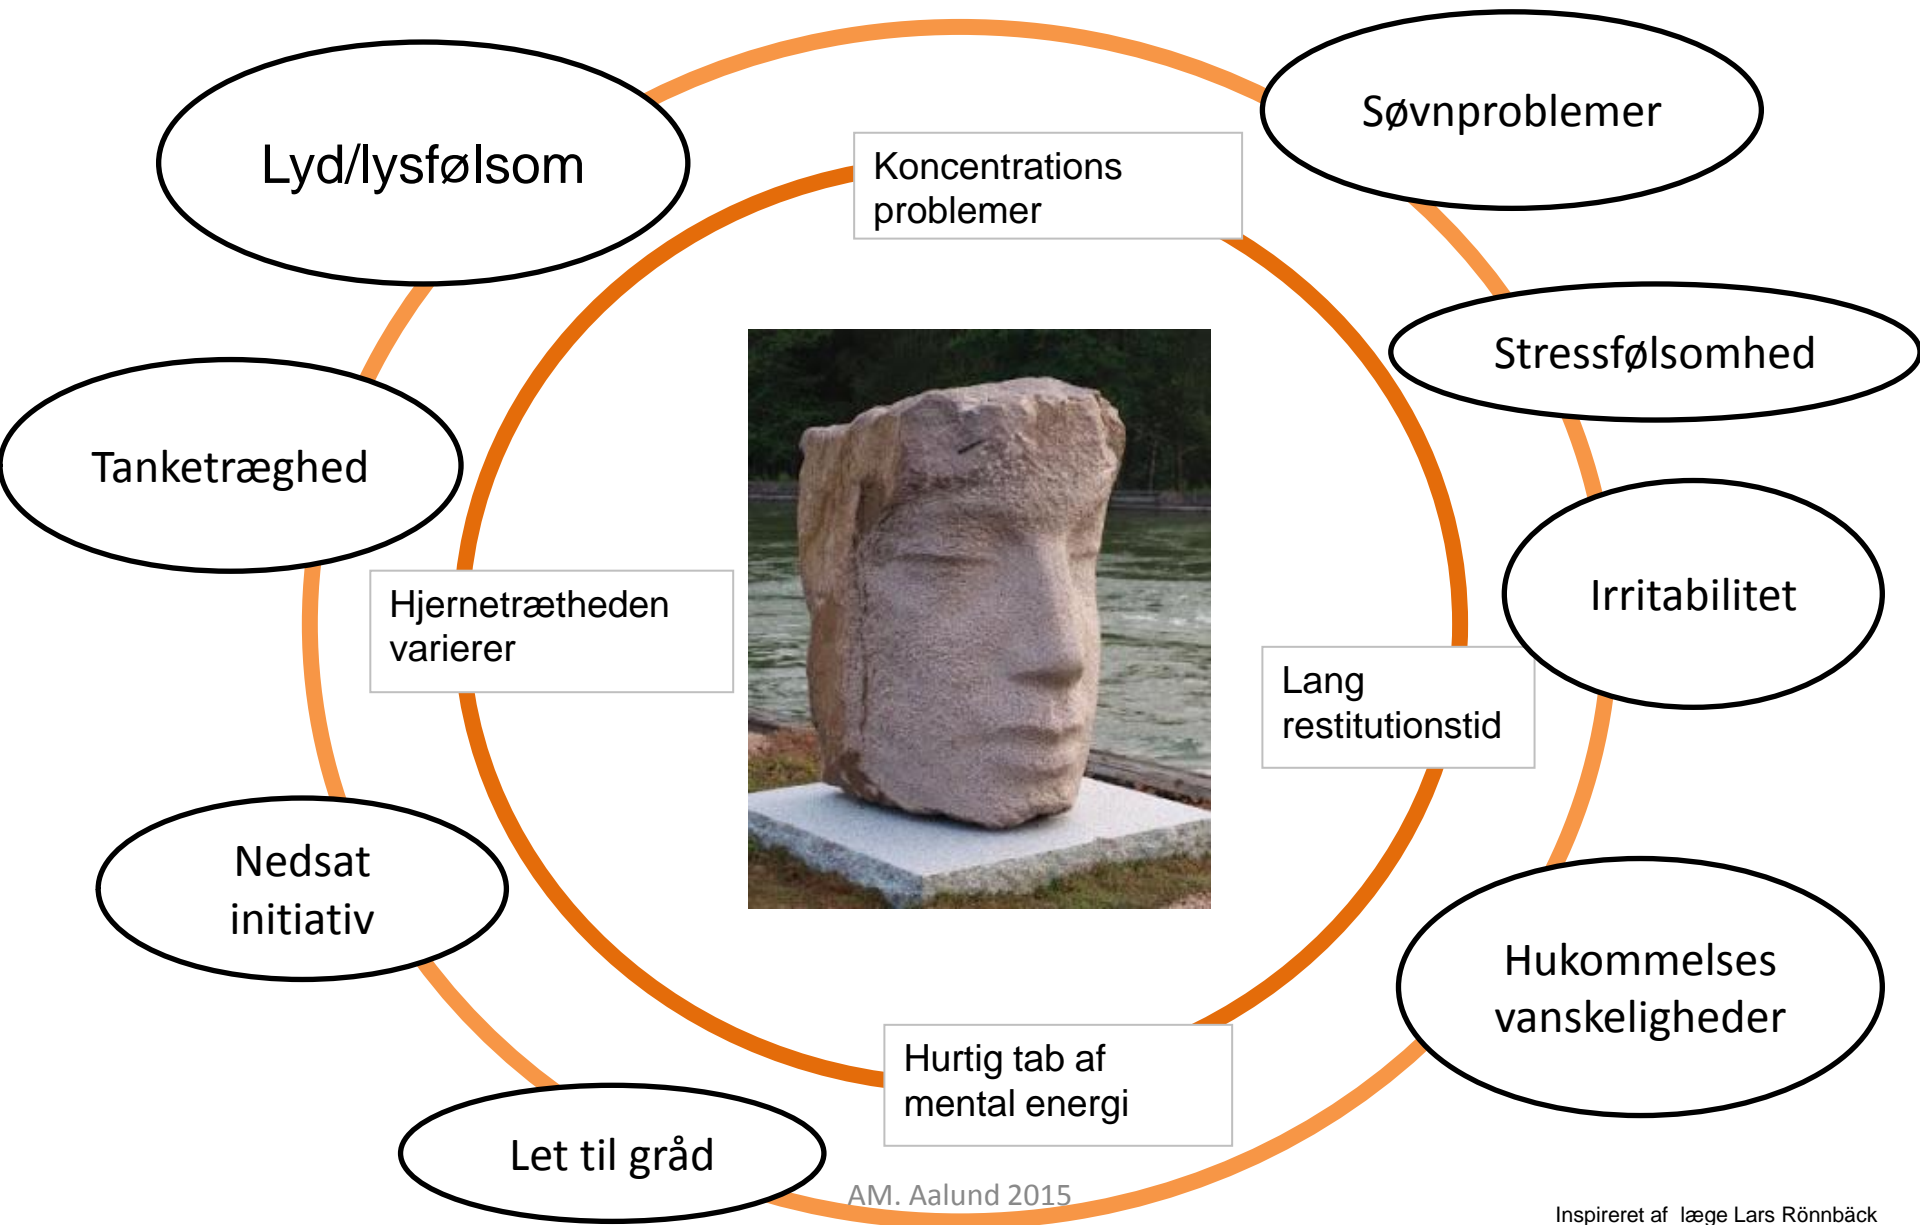 Søvnproblemer
Lyd/lysfølsom
Koncentrations
problemer
Stressfølsomhed
Tanketræghed
Hjernetrætheden
varierer
Irritabilitet
Lang
restitutionstid
Nedsat
initiativ
Hukommelses
vanskeligheder
Hurtig tab af
mental energi
Let til gråd
AM. Aalund 2015
Inspireret af læge Lars Rönnbäck